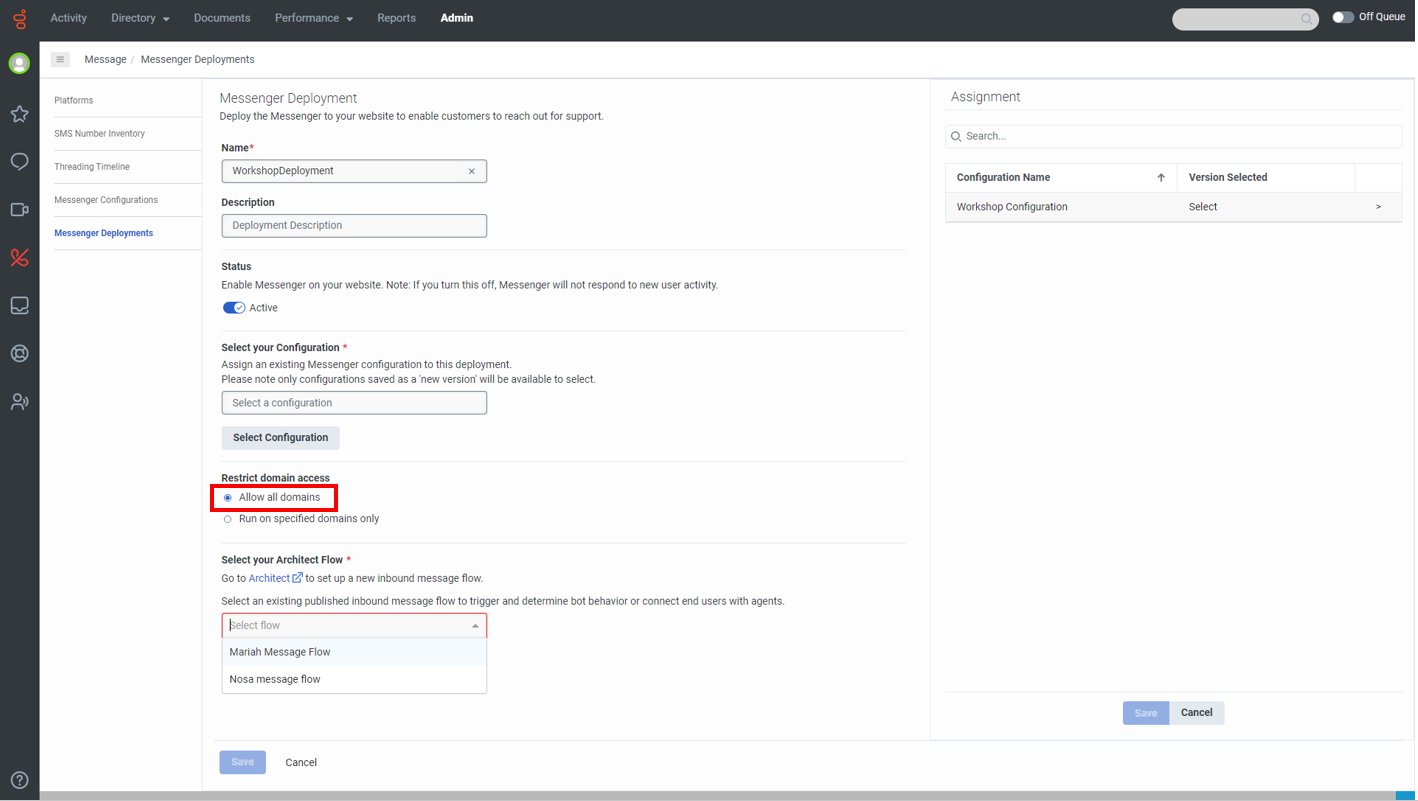 Activity
Directory
Documents
Performance
Reports
Admin
Off Queue
Message / Messenger Deployments
Platforms
SMS Number Inventory
Threading Timeline
Messenger Configurations
Messenger Deployments
Messenger Deployment
Deploy the Messenger to your website to enable customers to reach out for support.
Name*
WorkshopDeployment
Description
Deployment Description
Status
Enable Messenger on your website. Note: If you turn this off, Messenger will not respond to new user activity.
Active
Select your Configuration *
Assign an existing Messenger configuration to this deployment.
Please note only configurations saved as a 'new version' will be available to select.
Select a configuration
Select Configuration
Restrict domain access
Allow all domains
Run on specified domains only
Select your Architect Flow *
Go to Architect to set up a new inbound message flow.
Select an existing published inbound message flow to trigger and determine bot behavior or connect end users with agents.
Select flow
Mariah Message Flow
Nosa message flow
Save
Cancel
Assignment
Search...
Configuration Name
Version Selected
Workshop Configuration
Select
>
Save
Cancel